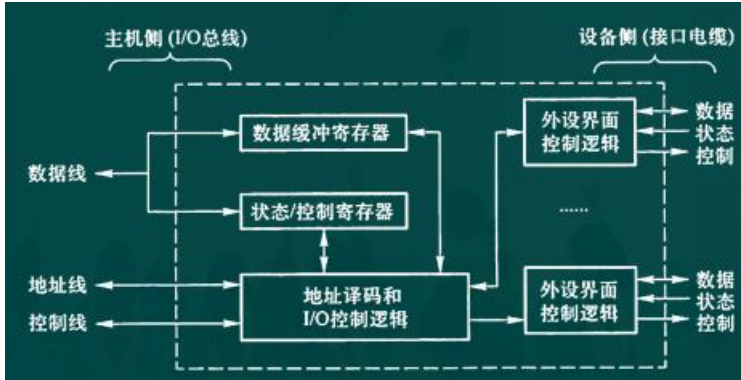 主机侧(I/O总线)
设备侧(接口电缆)
数据缓冲寄存器
外设界面
控制逻辑
数据
状态
控制
数据线
状态/控制寄存器
......
地址线
控制线
地址译码和
I/O控制逻辑
外设界面
控制逻辑
数据
状态
控制